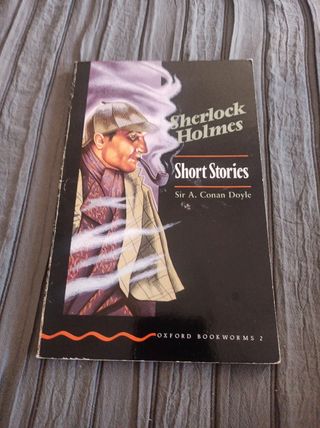 Sherlock
Holmes
Short Stories
Sir A. Conan Doyle
OXFORD BOOKWORMS 2